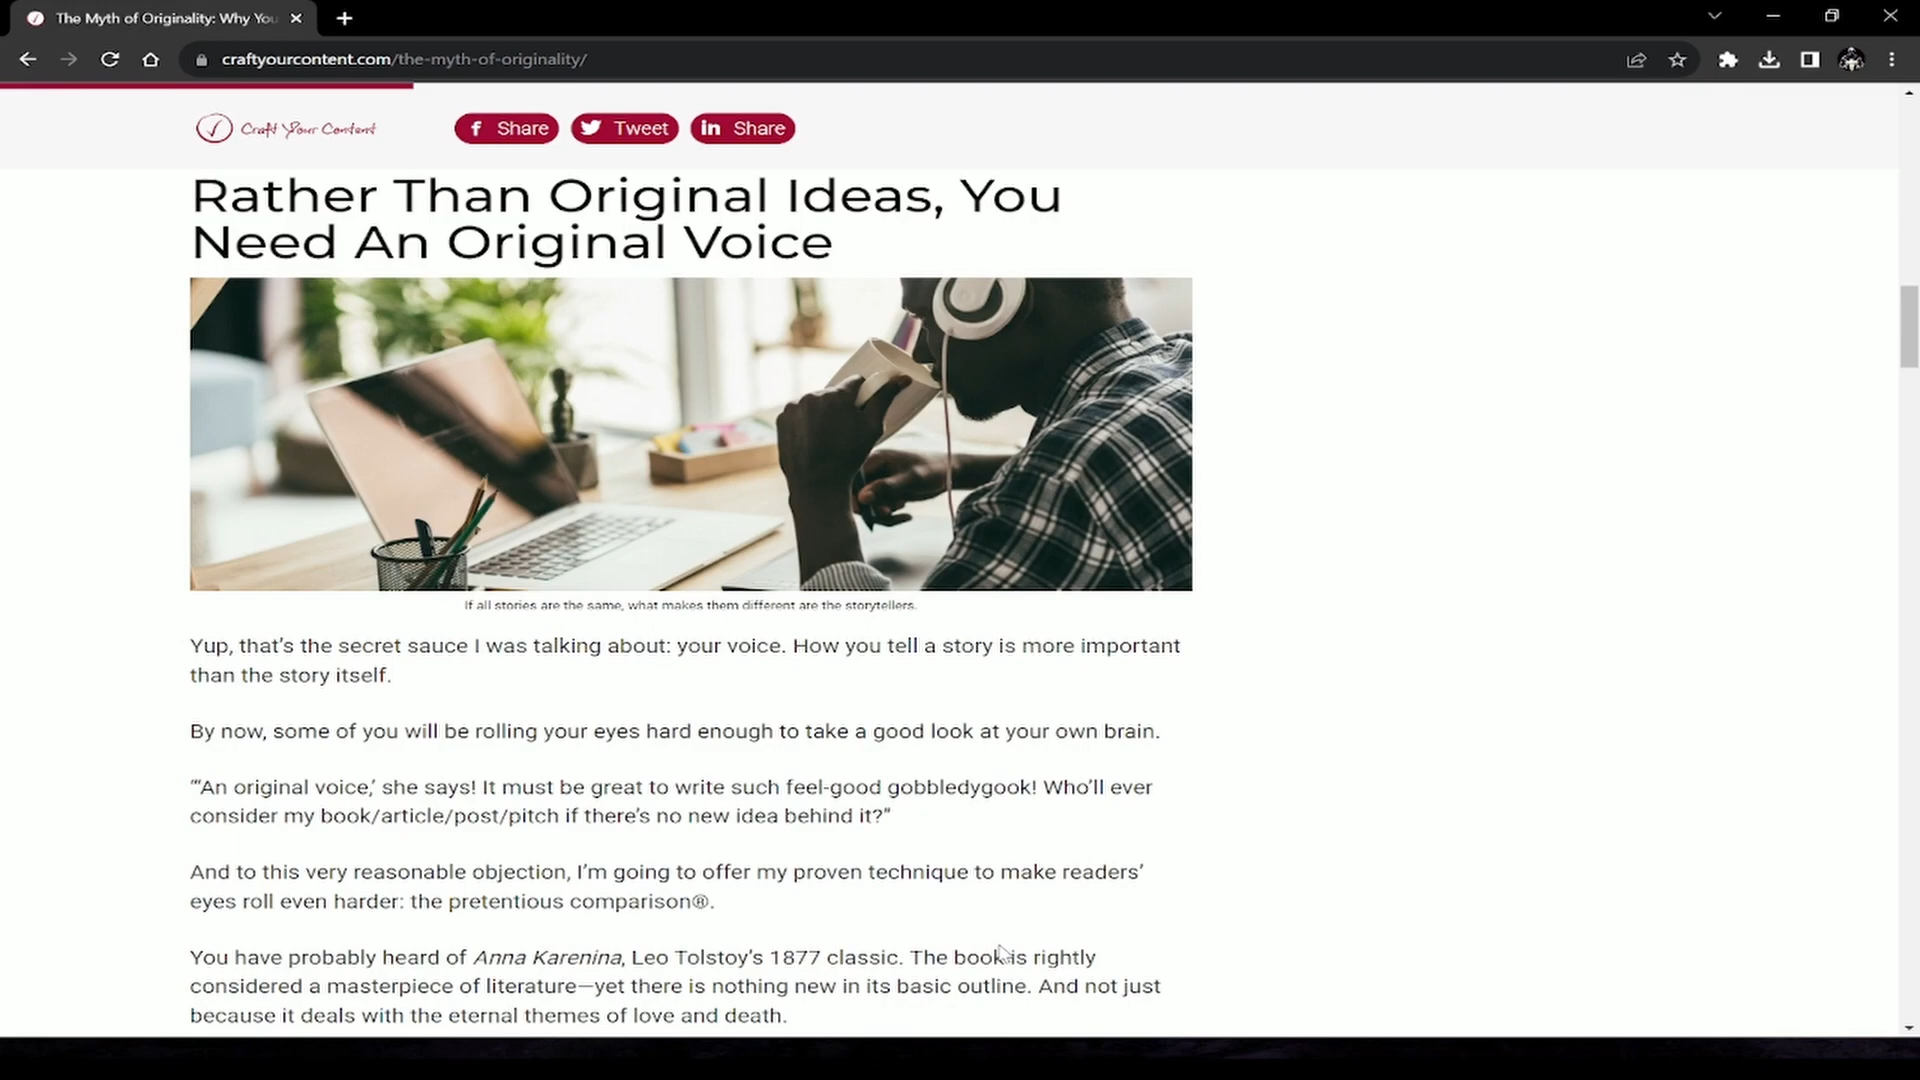 The Myth of Originality: Why You
craftyourcontent.com/the-myth-of-originality/
Craft Your Content
Share
Tweet
Share
Rather Than Original Ideas, You
Need An Original Voice
If all stories are the same, what makes them different are the storytellers.
Yup, that’s the secret sauce I was talking about: your voice. How you tell a story is more important
than the story itself.
By now, some of you will be rolling your eyes hard enough to take a good look at your own brain.
“‘An original voice,’ she says! It must be great to write such feel-good gobbledygook! Who’ll ever
consider my book/article/post/pitch if there’s no new idea behind it?”
And to this very reasonable objection, I’m going to offer my proven technique to make readers’
eyes roll even harder: the pretentious comparison®.
You have probably heard of Anna Karenina, Leo Tolstoy’s 1877 classic. The book is rightly
considered a masterpiece of literature—yet there is nothing new in its basic outline. And not just
because it deals with the eternal themes of love and death.